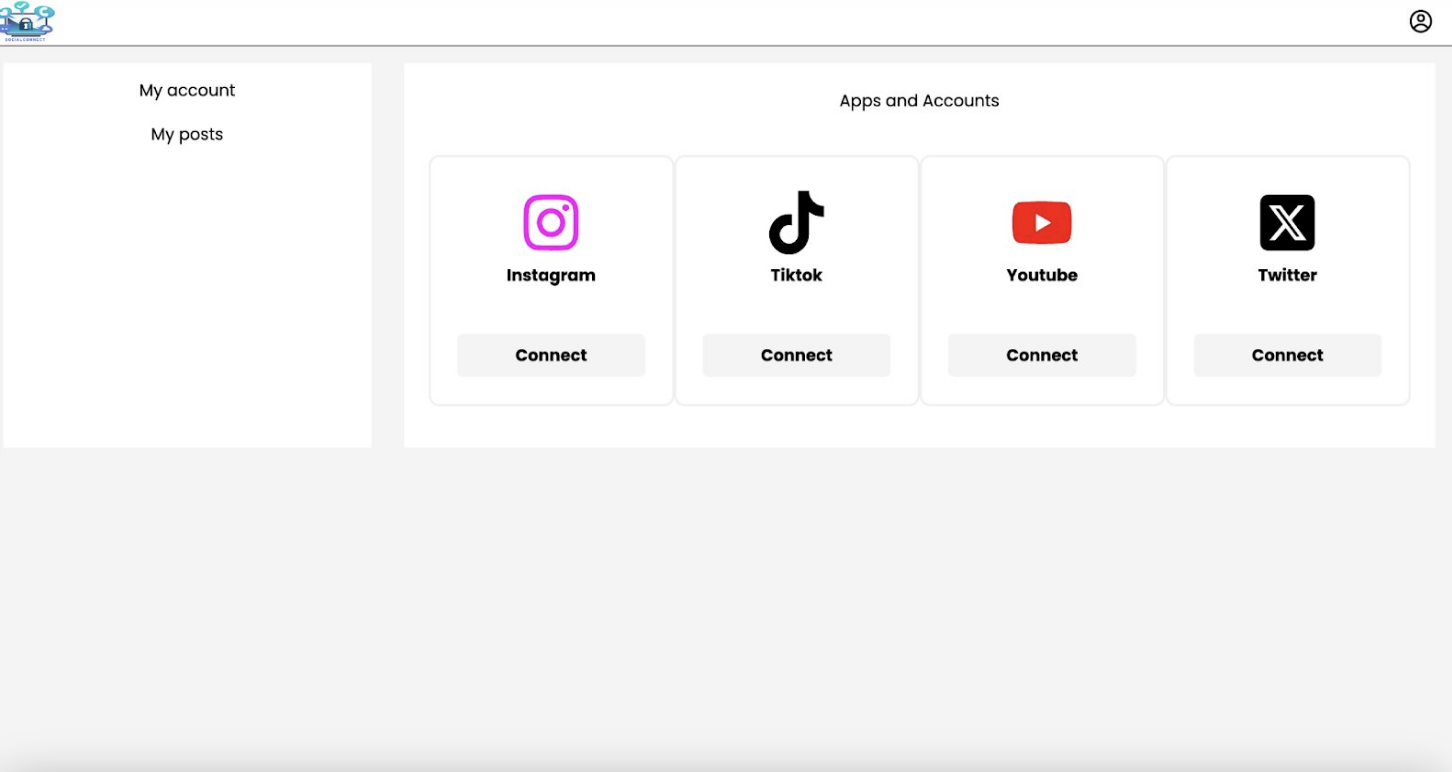 SOCIALCONNECT
My account
My posts
Apps and Accounts
Instagram
Tiktok
Youtube
Twitter
Connect
Connect
Connect
Connect